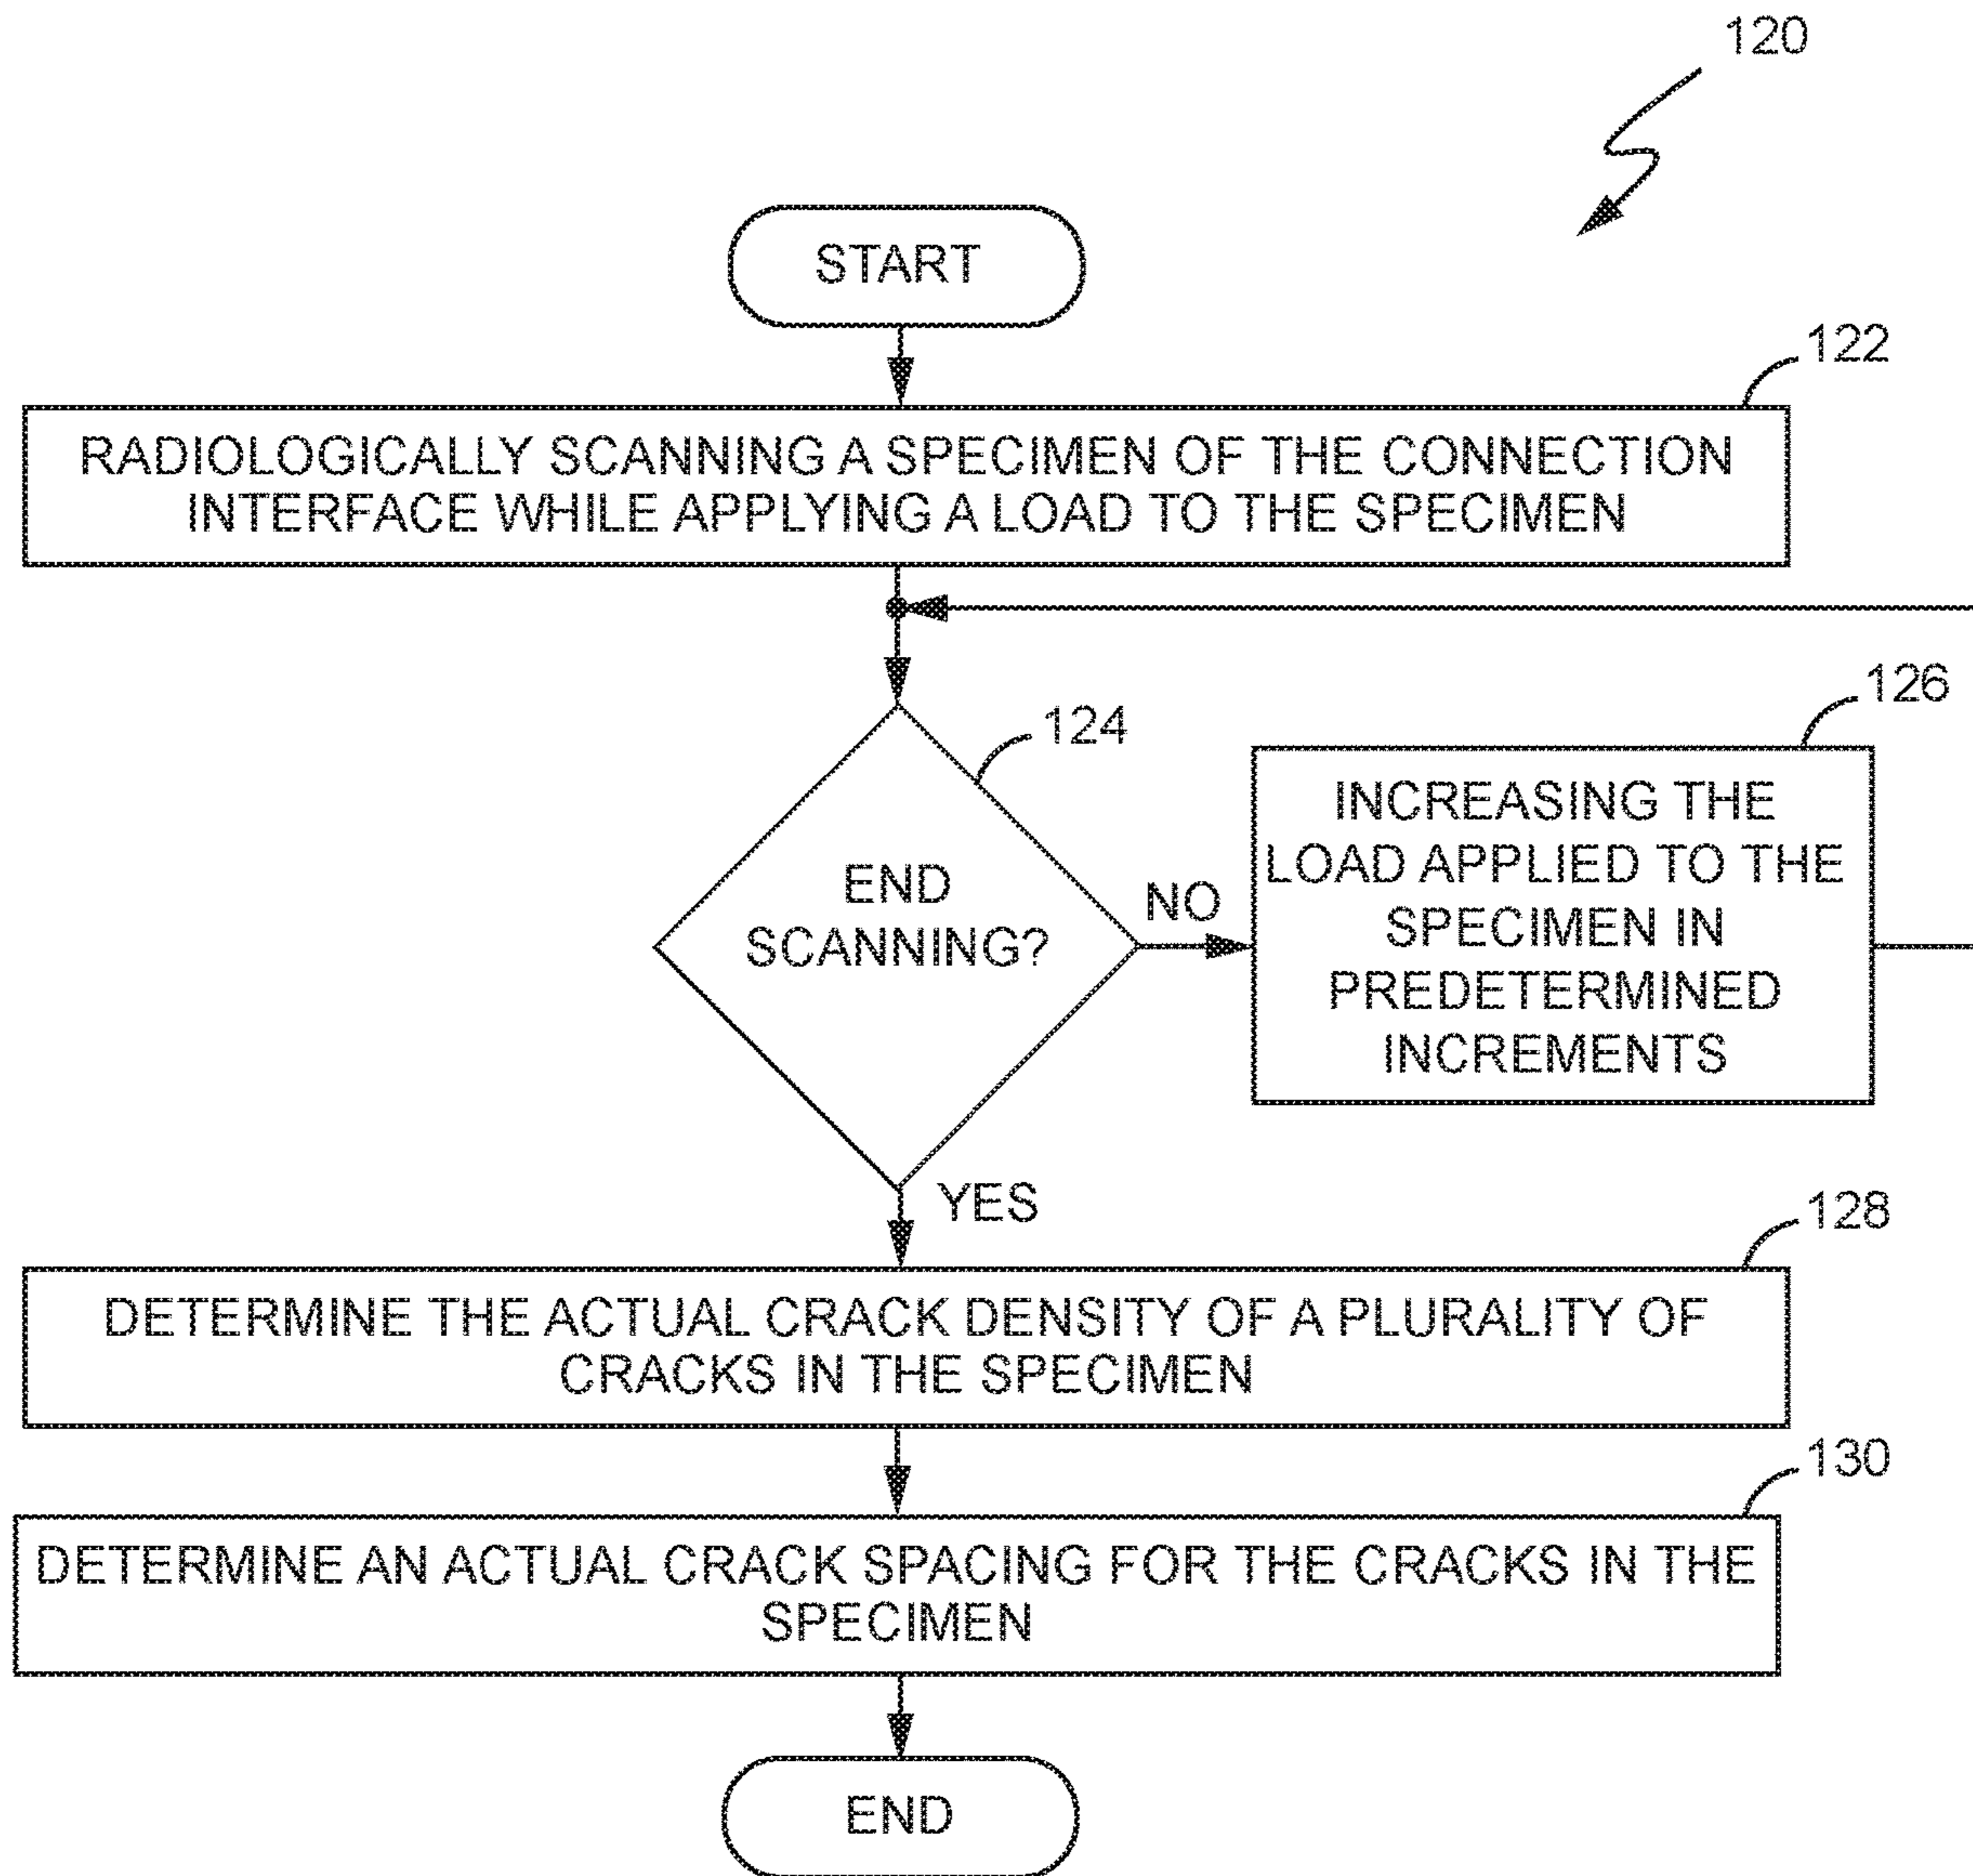 120
START
122
RADIOLOGICALLY SCANNING A SPECIMEN OF THE CONNECTION
INTERFACE WHILE APPLYING A LOAD TO THE SPECIMEN
124
END
SCANNING?
NO
126
INCREASING THE
LOAD APPLIED TO THE
SPECIMEN IN
PREDETERMINED
INCREMENTS
YES
128
DETERMINE THE ACTUAL CRACK DENSITY OF A PLURALITY OF
CRACKS IN THE SPECIMEN
130
DETERMINE AN ACTUAL CRACK SPACING FOR THE CRACKS IN THE
SPECIMEN
END